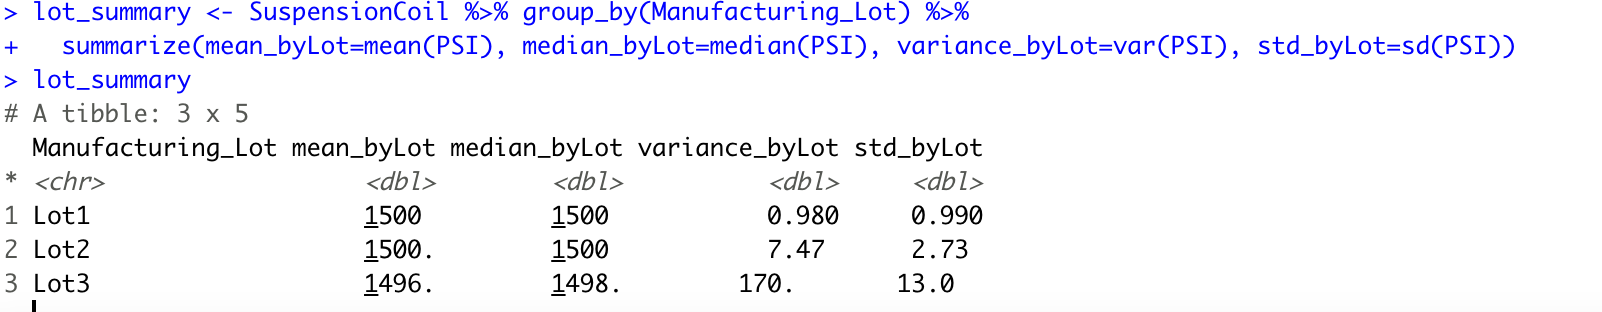 > lot_summary <- SuspensionCoil %>% group_by(Manufacturing_Lot) %>%
+   summarize(mean_byLot=mean(PSI), median_byLot=median(PSI), variance_byLot=var(PSI), std_byLot=sd(PSI))
> lot_summary
# A tibble: 3 x 5
  Manufacturing_Lot mean_byLot median_byLot variance_byLot std_byLot
* <chr>                  <dbl>        <dbl>          <dbl>     <dbl>
1 Lot1                   1500         1500           0.980     0.990
2 Lot2                   1500.        1500           7.47      2.73
3 Lot3                   1496.        1498.        170.       13.0